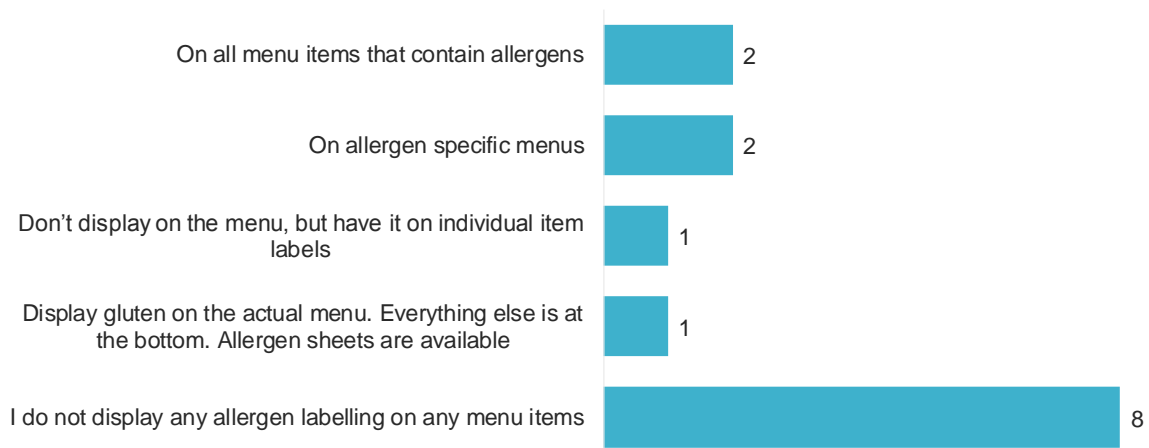 On all menu items that contain allergens
2
On allergen specific menus
2
Don’t display on the menu, but have it on individual item
labels
1
Display gluten on the actual menu. Everything else is at
the bottom. Allergen sheets are available
1
I do not display any allergen labelling on any menu items
8